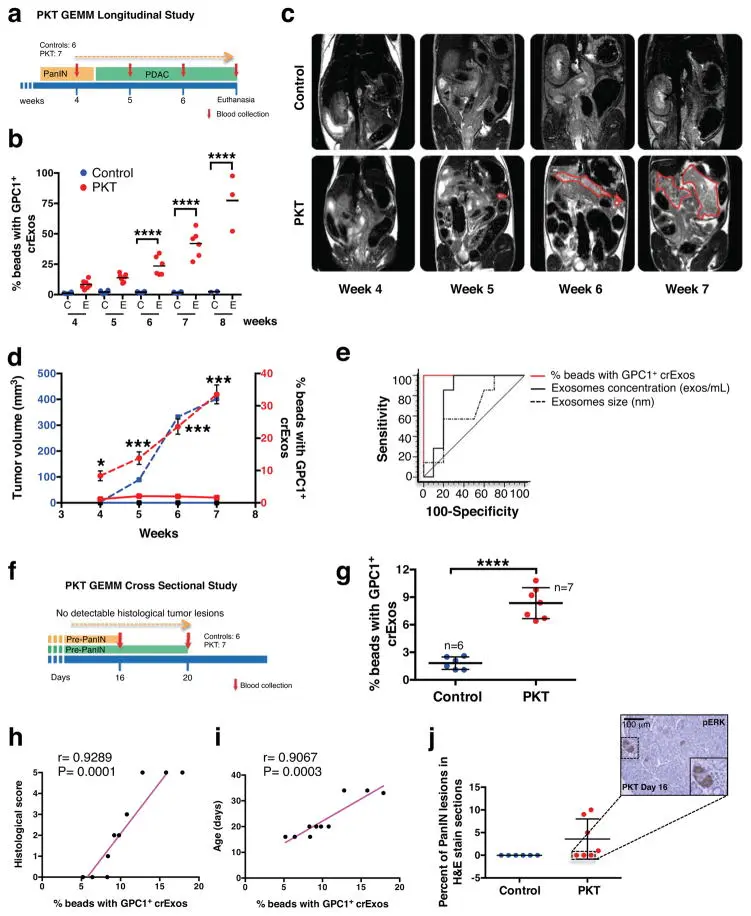 a
PKT GEMM Longitudinal Study
Controls: 6
PKT: 7
PanIN
PDAC
weeks
4
5
6
Euthanasia
Blood collection
b
Control
PKT
% beads with GPC1+
crExos
100
75
50
25
0
****
****
****
C E C E C E C E C E
4 5 6 7 8 weeks
c
Control
PKT
Week 4
Week 5
Week 6
Week 7
d
Tumor volume (mm3)
500
400
300
200
100
0
*
***
***
***
40
30
20
10
0
% beads with GPC1+
crExos
3 4 5 6 7 8
Weeks
e
Sensitivity
100
80
60
40
20
0
0 20 40 60 80 100
100-Specificity
% beads with GPC1+ crExos
Exosomes concentration (exos/mL)
Exosomes size (nm)
f
PKT GEMM Cross Sectional Study
No detectable histological tumor lesions
Pre-PanIN
Pre-PanIN
Controls: 6
PKT: 7
Days
16
20
Blood collection
g
% beads with GPC1+
crExos
12
9
6
3
0
****
n=6
n=7
Control
PKT
h
r= 0.9289
P= 0.0001
Histological score
5
4
3
2
1
0
0 5 10 15 20
% beads with GPC1+ crExos
i
r= 0.9067
P= 0.0003
Age (days)
40
30
20
10
0
0 5 10 15 20
% beads with GPC1+ crExos
j
100 µm
pERK
PKT Day 16
Percent of PanIN lesions in
H&E stain sections
15
10
5
0
-5
Control
PKT